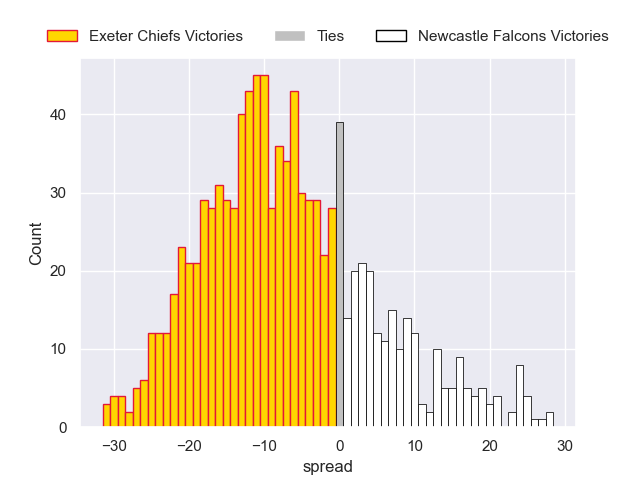 Exeter Chiefs Victories Ties Newcastle Falcons Victories
40
30
20
10
0
Count
−30 −20 −10 0 10 20 30
spread